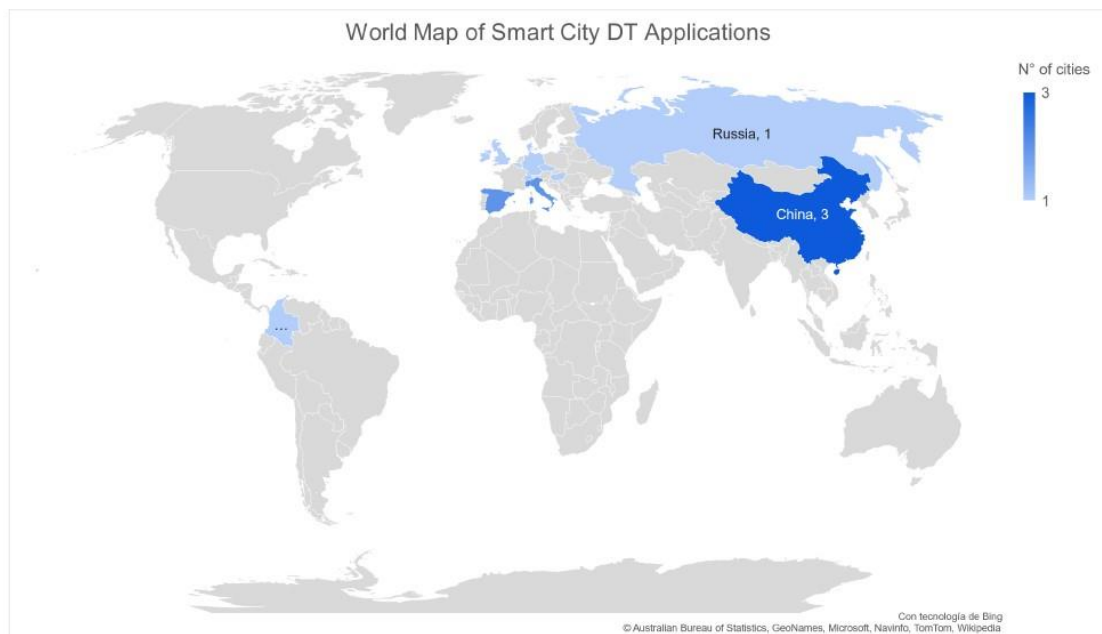 World Map of Smart City DT Applications
N° of cities
3
1
Russia, 1
China, 3
...
Con tecnología de Bing
© Australian Bureau of Statistics, GeoNames, Microsoft, Navinfo, TomTom, Wikipedia